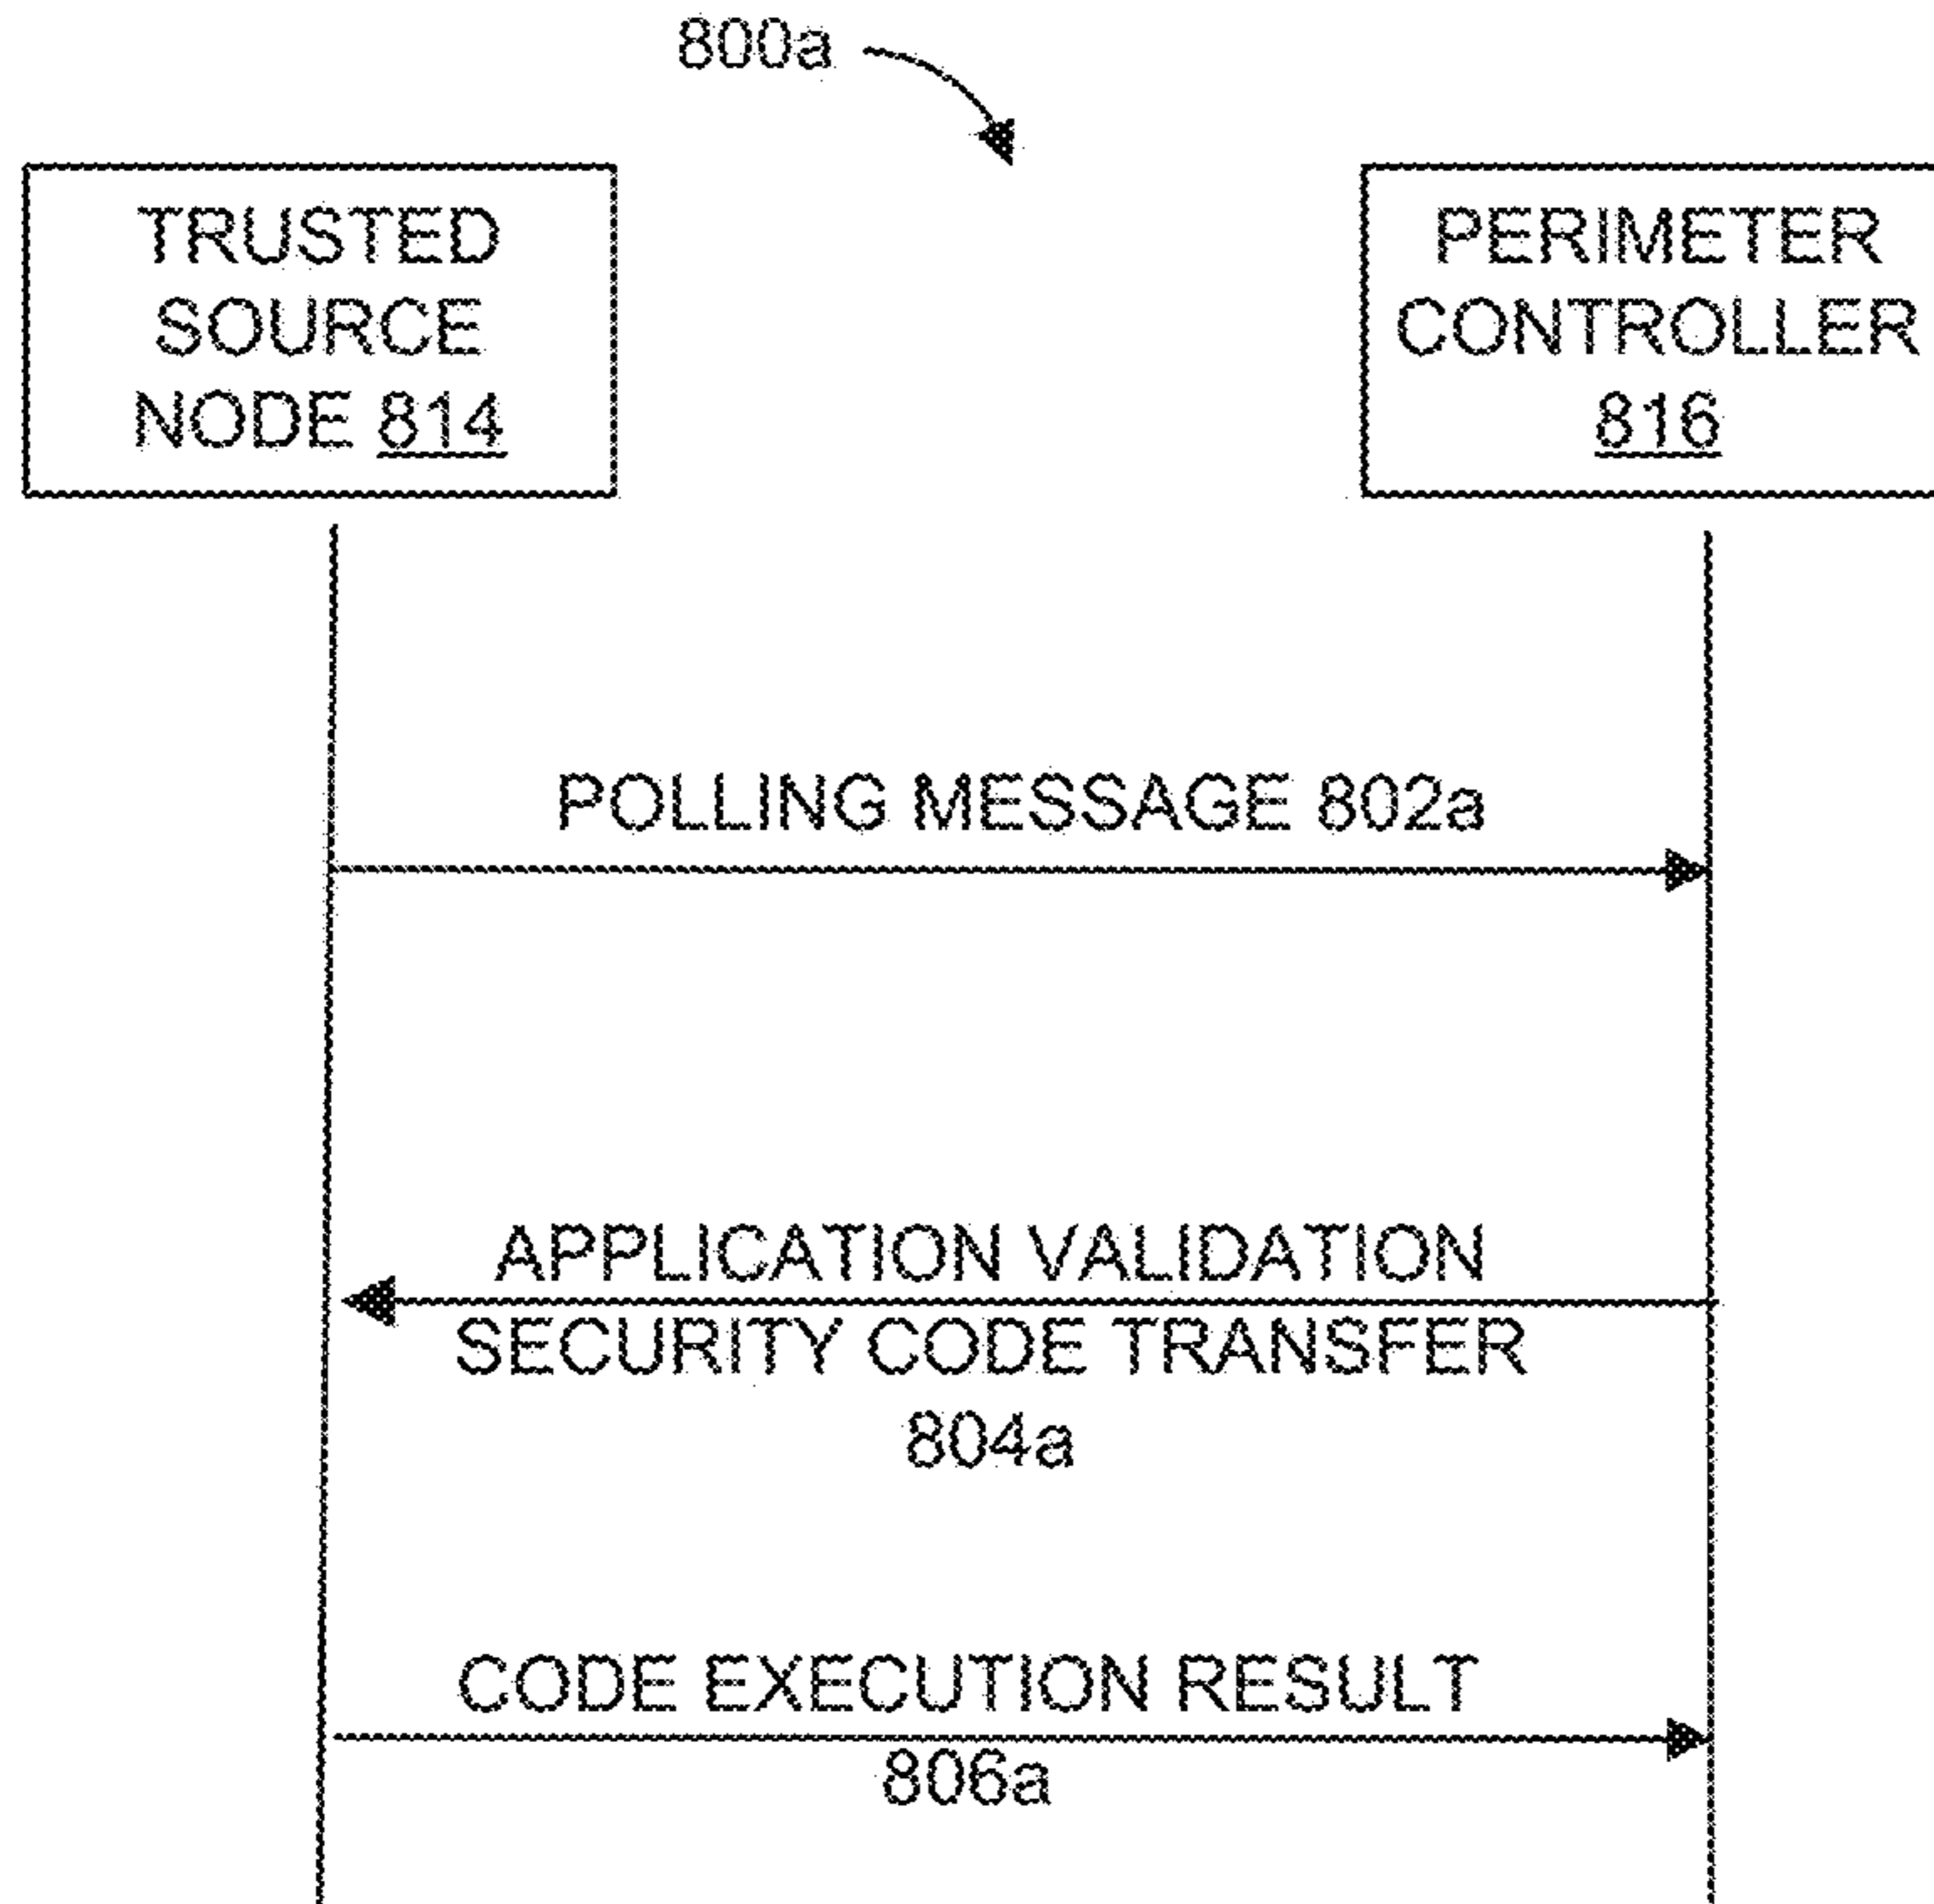 800a
TRUSTED
SOURCE
NODE 814
PERIMETER
CONTROLLER
816
POLLING MESSAGE 802a
APPLICATION VALIDATION
SECURITY CODE TRANSFER
804a
CODE EXECUTION RESULT
806a